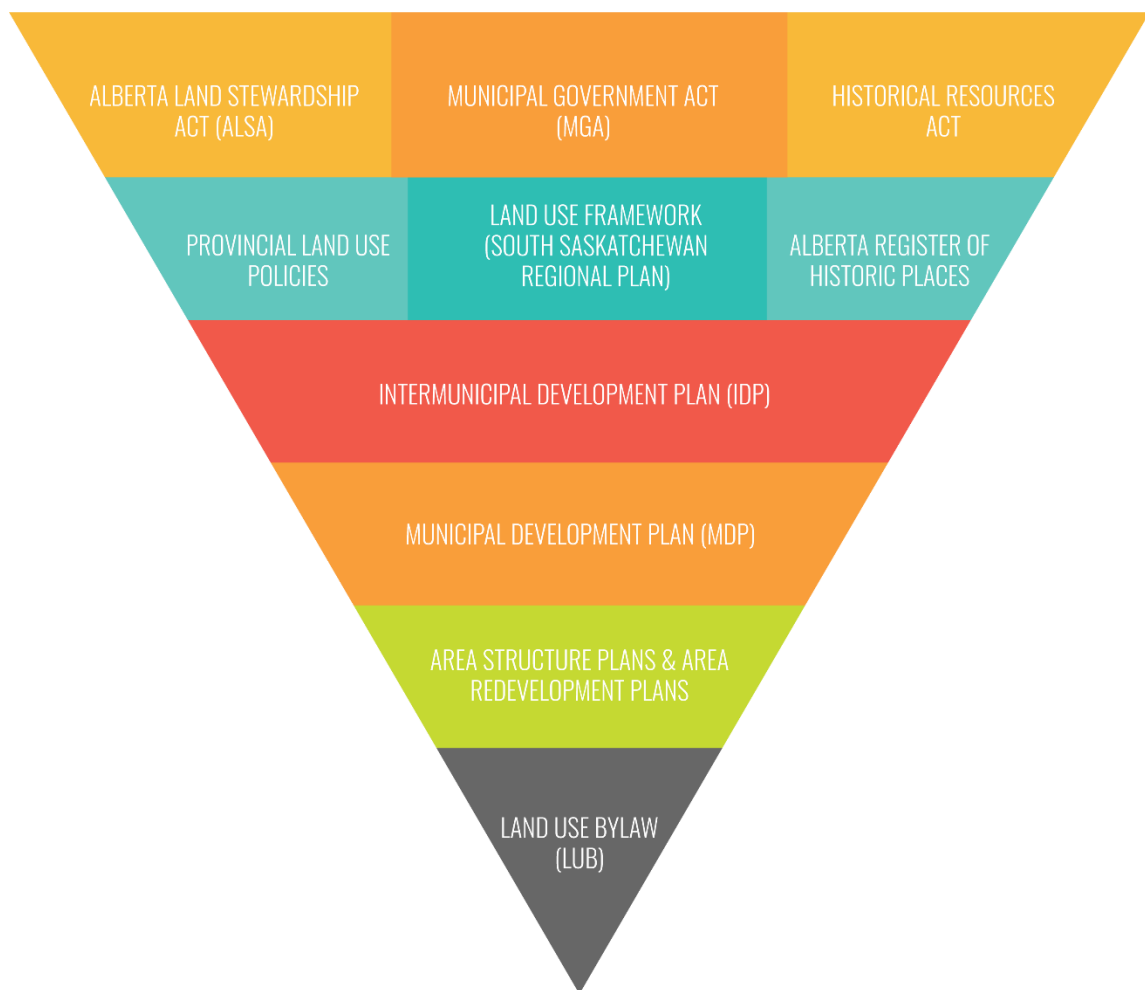 ALBERTA LAND STEWARDSHIP
ACT (ALSA)
MUNICIPAL GOVERNMENT ACT
(MGA)
HISTORICAL RESOURCES
ACT
PROVINCIAL LAND USE
POLICIES
LAND USE FRAMEWORK
(SOUTH SASKATCHEWAN
REGIONAL PLAN)
ALBERTA REGISTER OF
HISTORIC PLACES
INTERMUNICIPAL DEVELOPMENT PLAN (IDP)
MUNICIPAL DEVELOPMENT PLAN (MDP)
AREA STRUCTURE PLANS & AREA
REDEVELOPMENT PLANS
LAND USE BYLAW
(LUB)